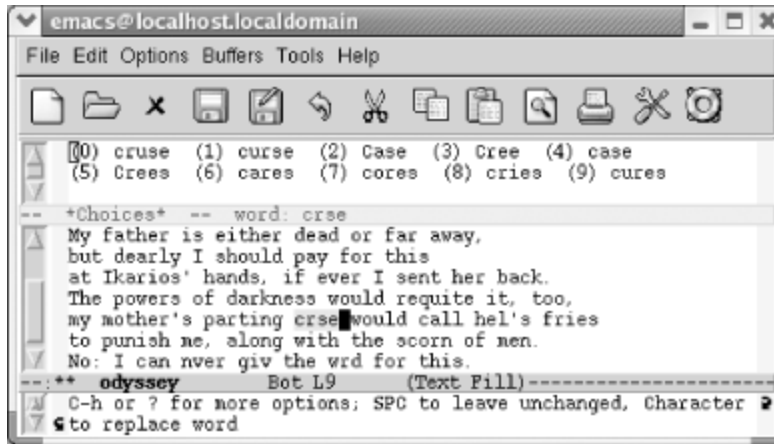 emacs@localhost.localdomain
File Edit Options Buffers Tools Help
(0) cruse (1) curse (2) Case (3) Cree (4) case
(5) Crees (6) cares (7) cores (8) cries (9) cures
-- *Choices* -- word: crse
My father is either dead or far away,
but dearly I should pay for this
at Ikarios' hands, if ever I sent her back.
The powers of darkness would requite it, too,
my mother's parting crse would call hel's fries
to punish me, along with the scorn of men.
No: I can nver giv the wrd for this.
--:** odyssey Bot L9 (Text Fill)-----------------------
C-h or ? for more options; SPC to leave unchanged, Character
to replace word